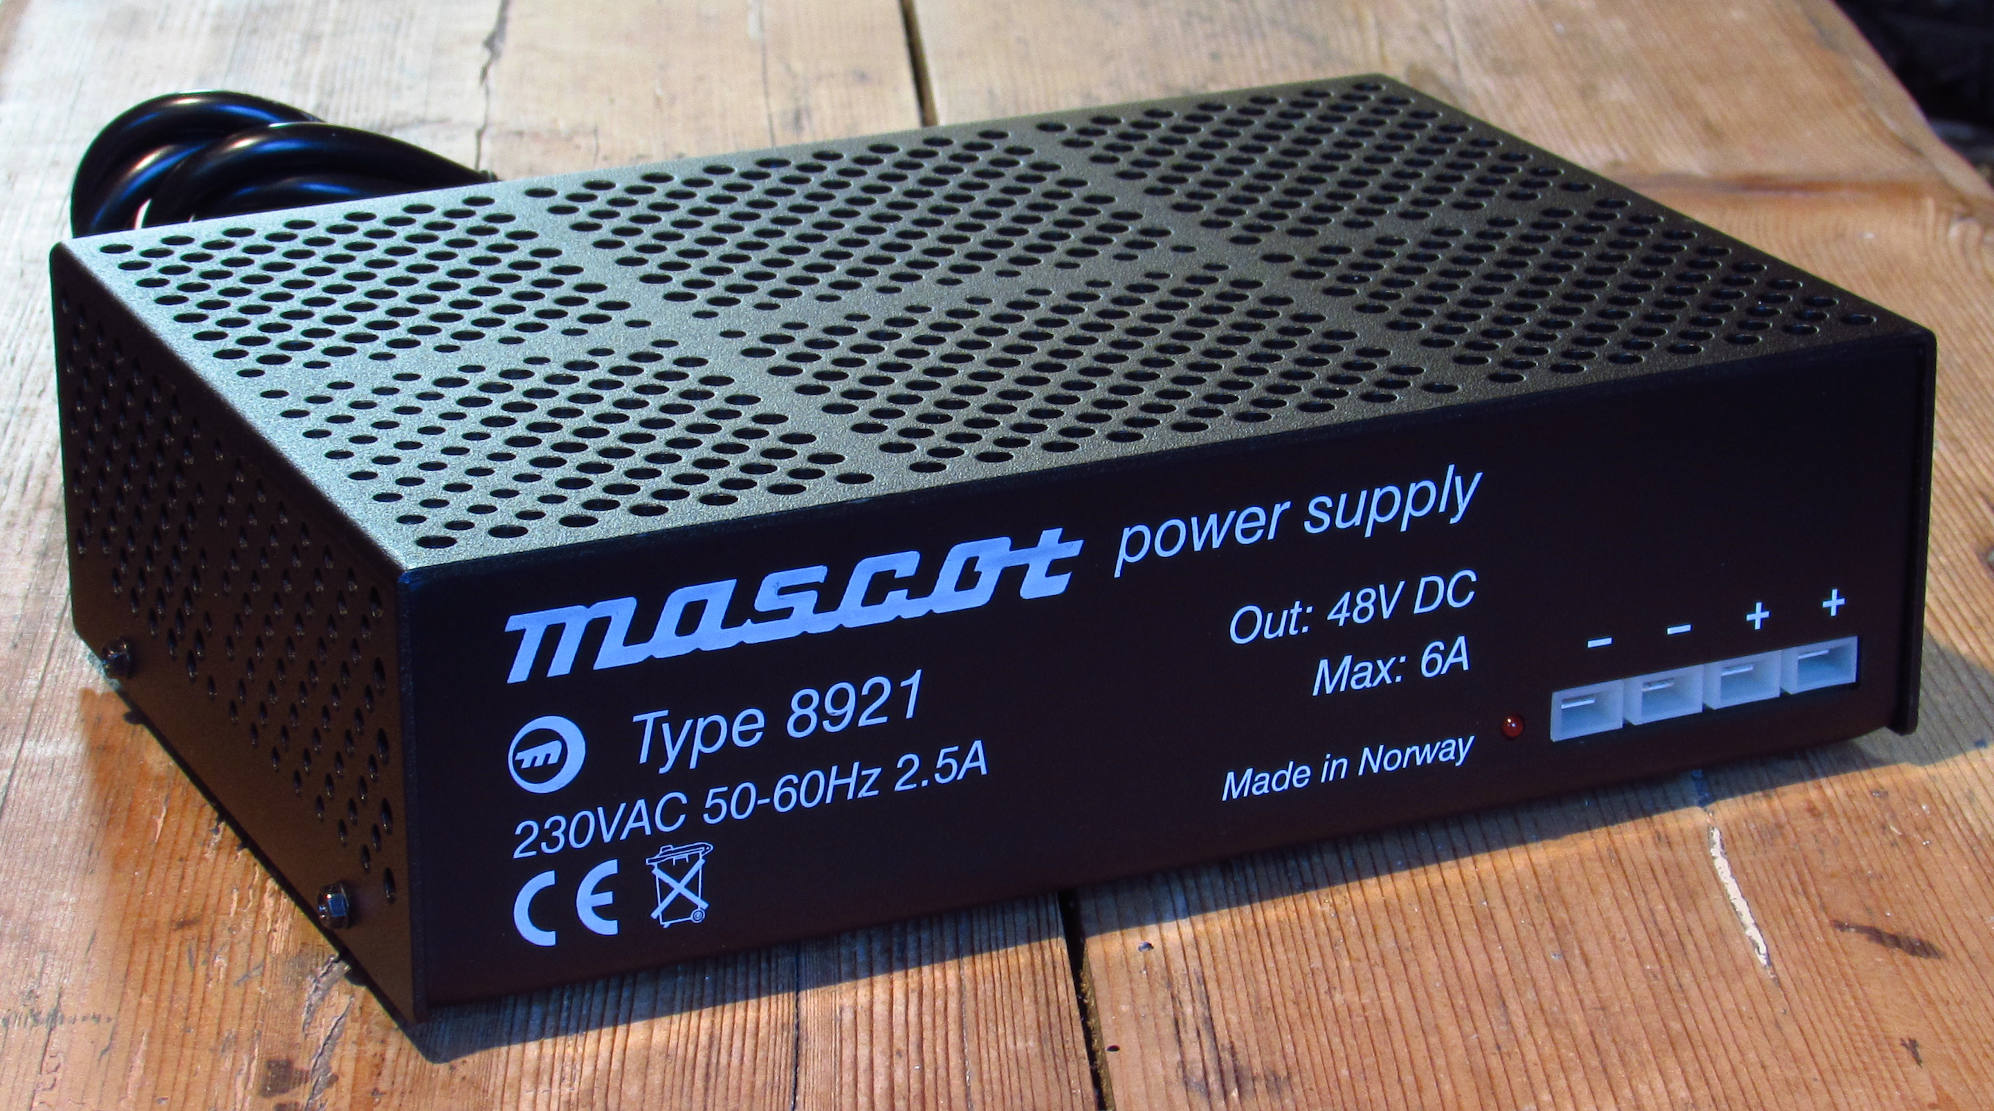 mascot power supply
Out: 48V DC
Max: 6A
- - + +
m Type 8921
230VAC 50-60Hz 2.5A
Made in Norway
CE